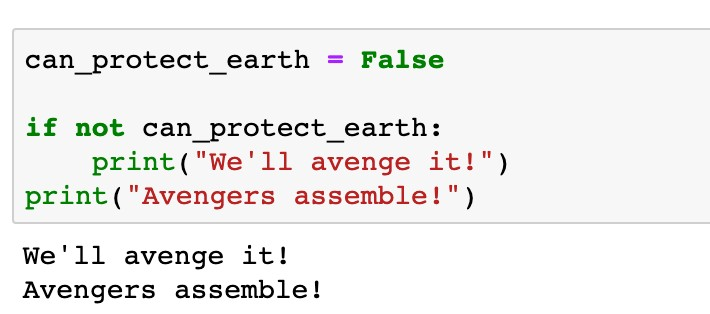 can_protect_earth = False
if not can_protect_earth:
    print("We'll avenge it!")
print("Avengers assemble!")
We'll avenge it!
Avengers assemble!